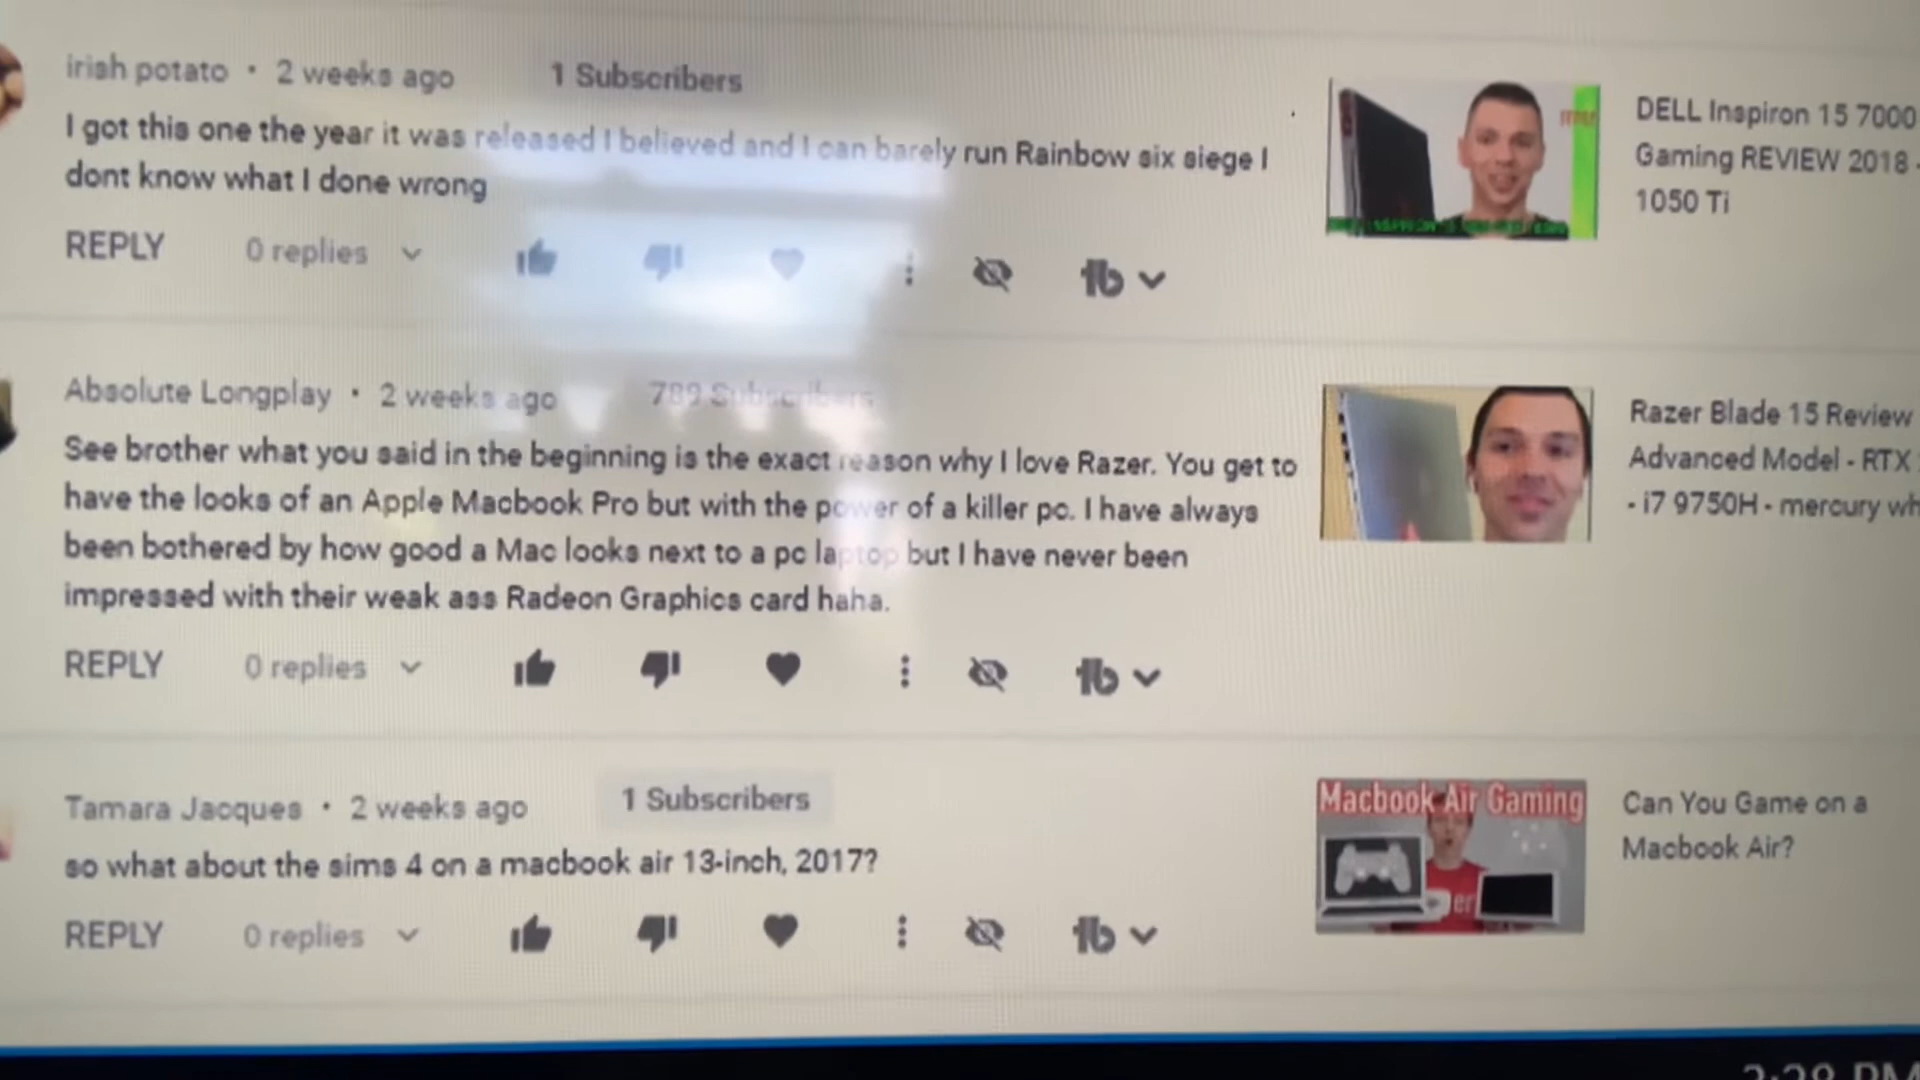 irish potato • 2 weeks ago 1 Subscribers
I got this one the year it was released I believed and I can barely run Rainbow six siege I
dont know what I done wrong
REPLY 0 replies
DELL Inspiron 15 7000
Gaming REVIEW 2018 -
1050 Ti
Absolute Longplay • 2 weeks ago 789 Subscribers
See brother what you said in the beginning is the exact reason why I love Razer. You get to
have the looks of an Apple Macbook Pro but with the power of a killer pc. I have always
been bothered by how good a Mac looks next to a pc laptop but I have never been
impressed with their weak ass Radeon Graphics card haha.
REPLY 0 replies
Razer Blade 15 Review
Advanced Model - RTX
- i7 9750H - mercury wh
Tamara Jacques • 2 weeks ago 1 Subscribers
so what about the sims 4 on a macbook air 13-inch, 2017?
REPLY 0 replies
Macbook Air Gaming
er
Can You Game on a
Macbook Air?